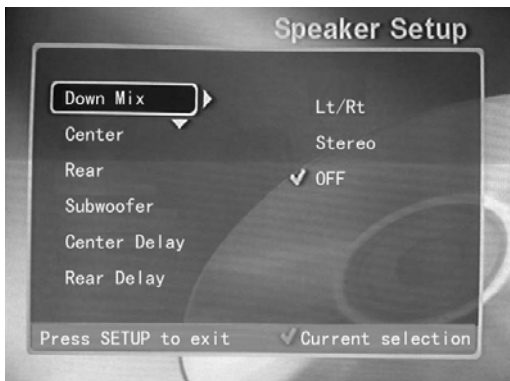 Speaker Setup
Down Mix
Center
Rear
Subwoofer
Center Delay
Rear Delay
Lt/Rt
Stereo
OFF
Press SETUP to exit
Current selection